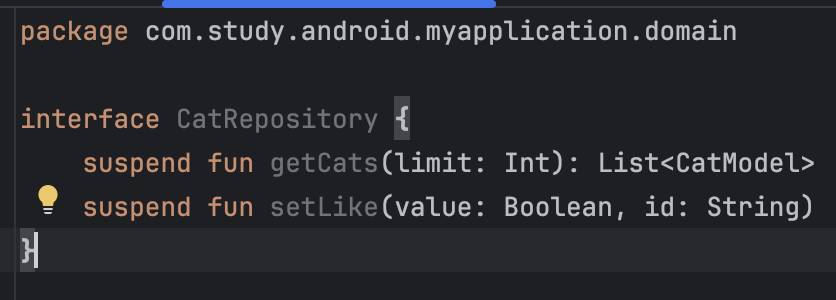 package com.study.android.myapplication.domain
interface CatRepository {
suspend fun getCats(limit: Int): List<CatModel>
suspend fun setLike(value: Boolean, id: String)
}